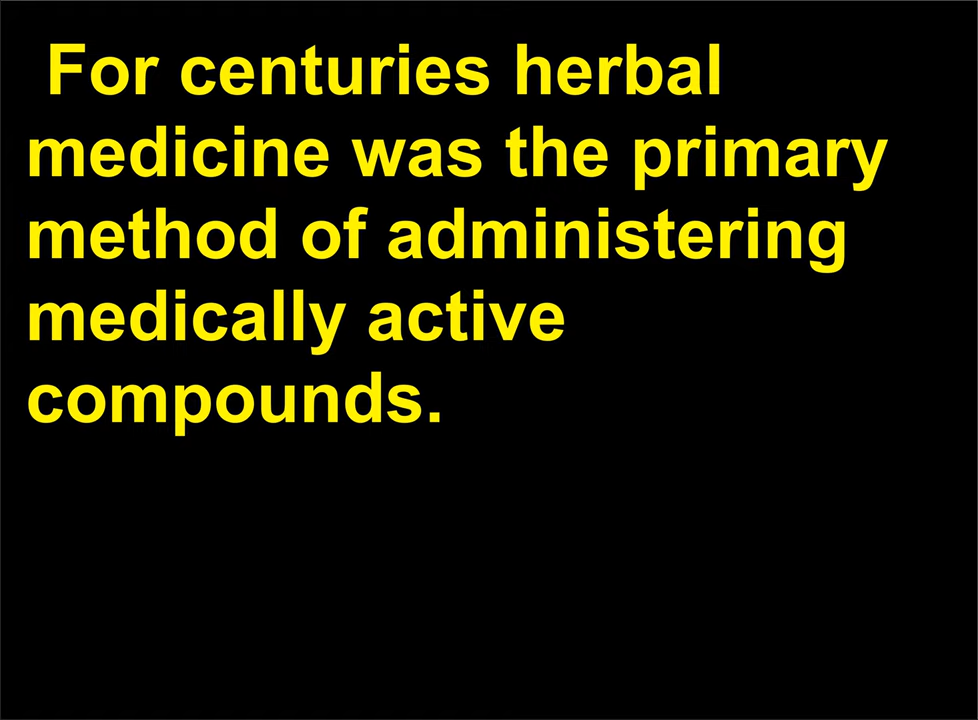 For centuries herbal
medicine was the primary
method of administering
medically active
compounds.